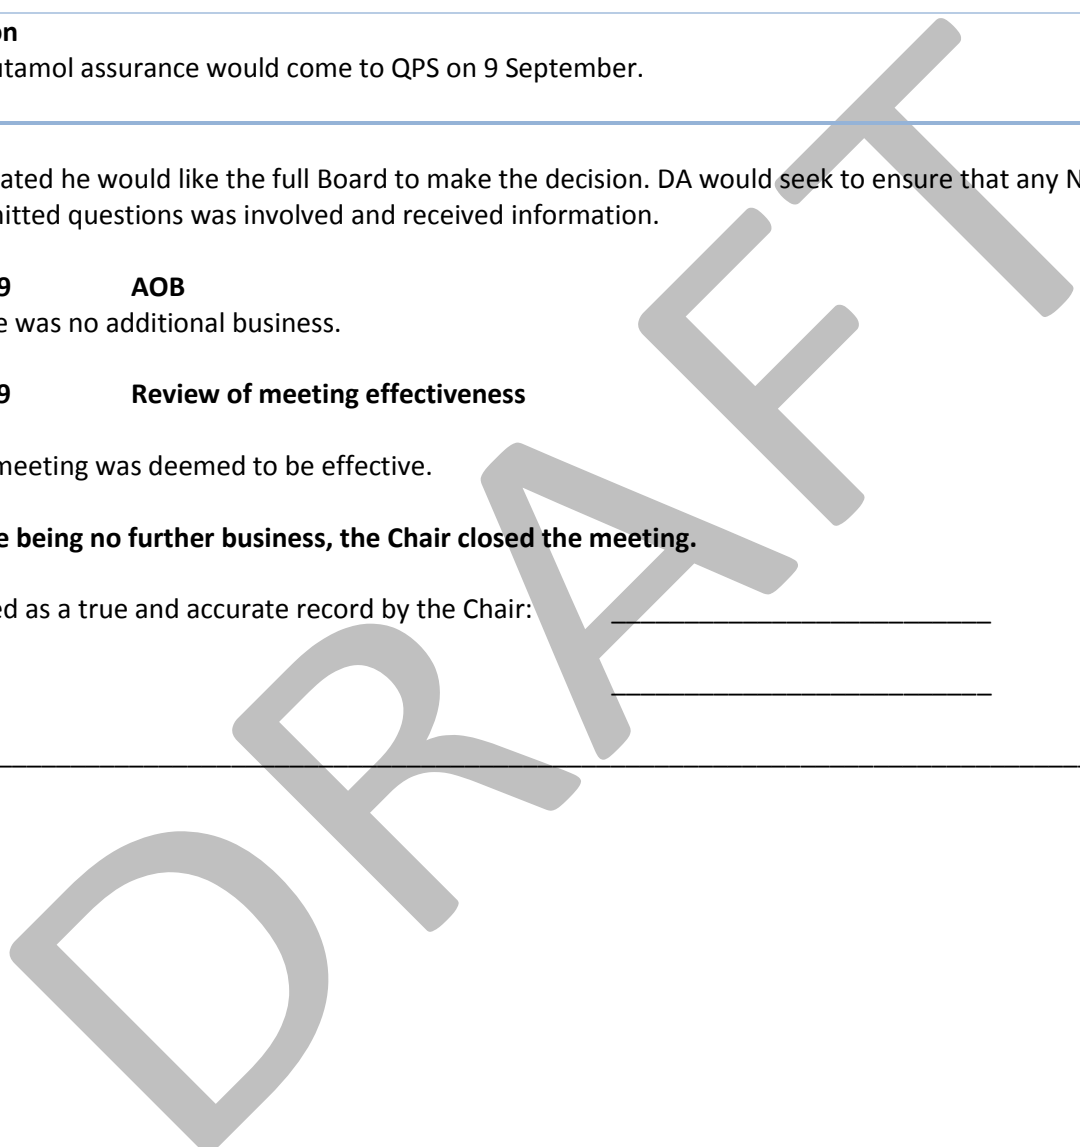 on
utamol assurance would come to QPS on 9 September.
ated he would like the full Board to make the decision. DA would seek to ensure that any N
nitted questions was involved and received information.
9 AOB
e was no additional business.
9 Review of meeting effectiveness
meeting was deemed to be effective.
e being no further business, the Chair closed the meeting.
ed as a true and accurate record by the Chair:
DRAFT